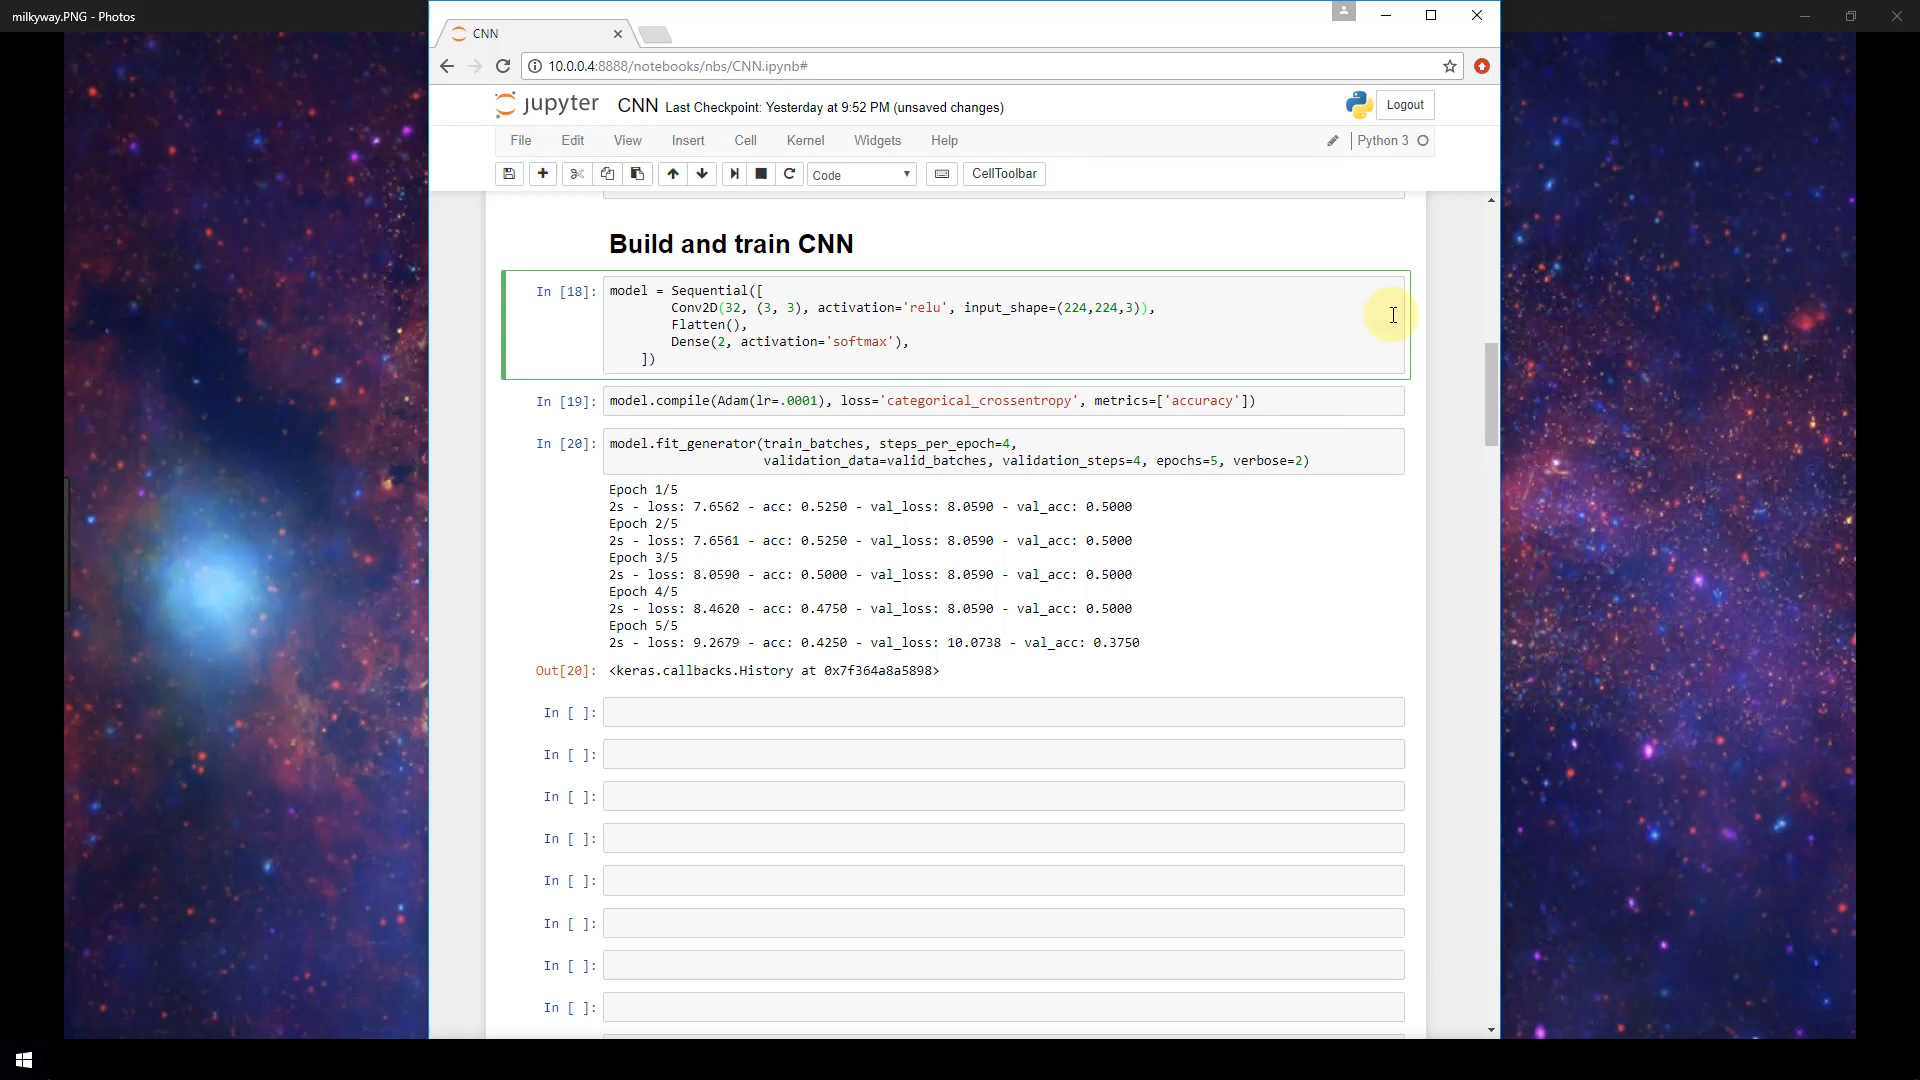 milkyway.PNG - Photos
CNN
10.0.0.4:8888/notebooks/nbs/CNN.ipynb#
jupyter CNN Last Checkpoint: Yesterday at 9:52 PM (unsaved changes) Logout
File Edit View Insert Cell Kernel Widgets Help Python 3
Code CellToolbar
Build and train CNN
In [18]: model = Sequential([
Conv2D(32, (3, 3), activation='relu', input_shape=(224,224,3)),
Flatten(),
Dense(2, activation='softmax'),
])
In [19]: model.compile(Adam(lr=.0001), loss='categorical_crossentropy', metrics=['accuracy'])
In [20]: model.fit_generator(train_batches, steps_per_epoch=4,
validation_data=valid_batches, validation_steps=4, epochs=5, verbose=2)
Epoch 1/5
2s - loss: 7.6562 - acc: 0.5250 - val_loss: 8.0590 - val_acc: 0.5000
Epoch 2/5
2s - loss: 7.6561 - acc: 0.5250 - val_loss: 8.0590 - val_acc: 0.5000
Epoch 3/5
2s - loss: 8.0590 - acc: 0.5000 - val_loss: 8.0590 - val_acc: 0.5000
Epoch 4/5
2s - loss: 8.4620 - acc: 0.4750 - val_loss: 8.0590 - val_acc: 0.5000
Epoch 5/5
2s - loss: 9.2679 - acc: 0.4250 - val_loss: 10.0738 - val_acc: 0.3750
Out[20]: <keras.callbacks.History at 0x7f364a8a5898>
In [ ]:
In [ ]:
In [ ]:
In [ ]:
In [ ]:
In [ ]:
In [ ]:
In [ ]: